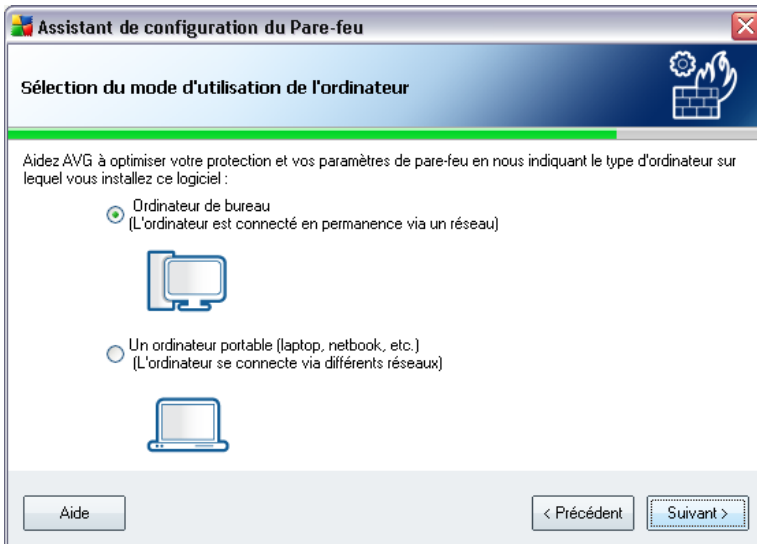 Assistant de configuration du Pare-feu
Sélection du mode d'utilisation de l'ordinateur
Aidez AVG à optimiser votre protection et vos paramètres de pare-feu en nous indiquant le type d'ordinateur sur
lequel vous installez ce logiciel :
Ordinateur de bureau
(L'ordinateur est connecté en permanence via un réseau)
Un ordinateur portable (laptop, netbook, etc.)
(L'ordinateur se connecte via différents réseaux)
Aide
< Précédent
Suivant >